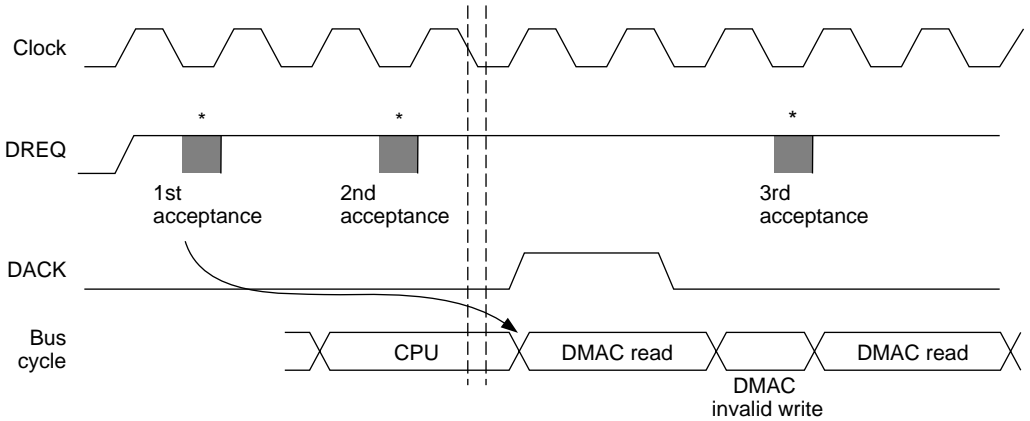 Clock
* * *
DREQ
1st acceptance
2nd acceptance
3rd acceptance
DACK
Bus cycle
CPU
DMAC read
DMAC invalid write
DMAC read